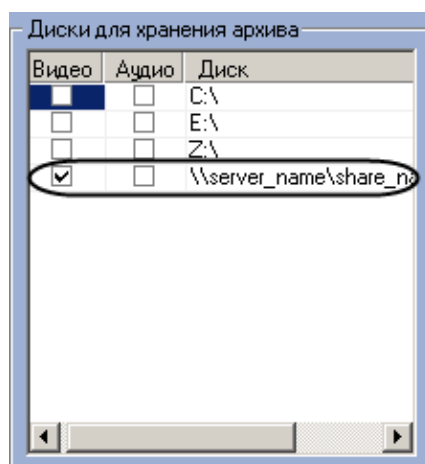 Диски для хранения архива
Видео Аудио Диск
C:\
E:\
Z:\
\\server_name\share_na